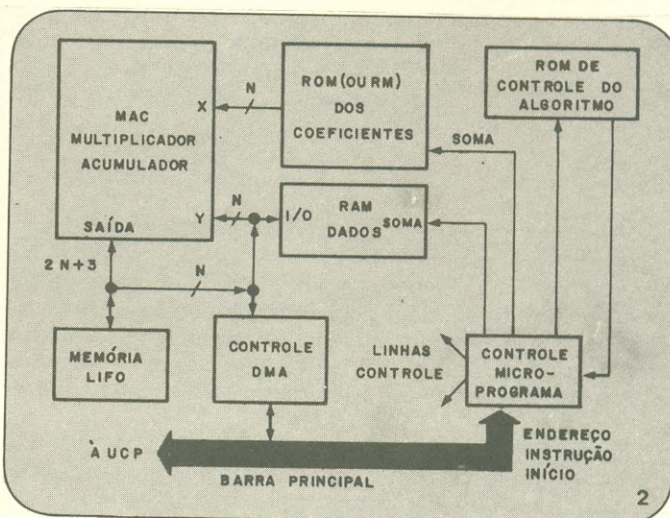 MAC
MULTIPLICADOR
ACUMULADOR
X
Y
SAÍDA
2 N+3
N
ROM (OU RM)
DOS
COEFICIENTES
ROM DE
CONTROLE DO
ALGORITMO
SOMA
N
I/O
RAM
DADOS
SOMA
N
MEMÓRIA
LIFO
CONTROLE
DMA
LINHAS
CONTROLE
CONTROLE
MICRO-
PROGRAMA
À UCP
BARRA PRINCIPAL
ENDEREÇO
INSTRUÇÃO
INÍCIO
2